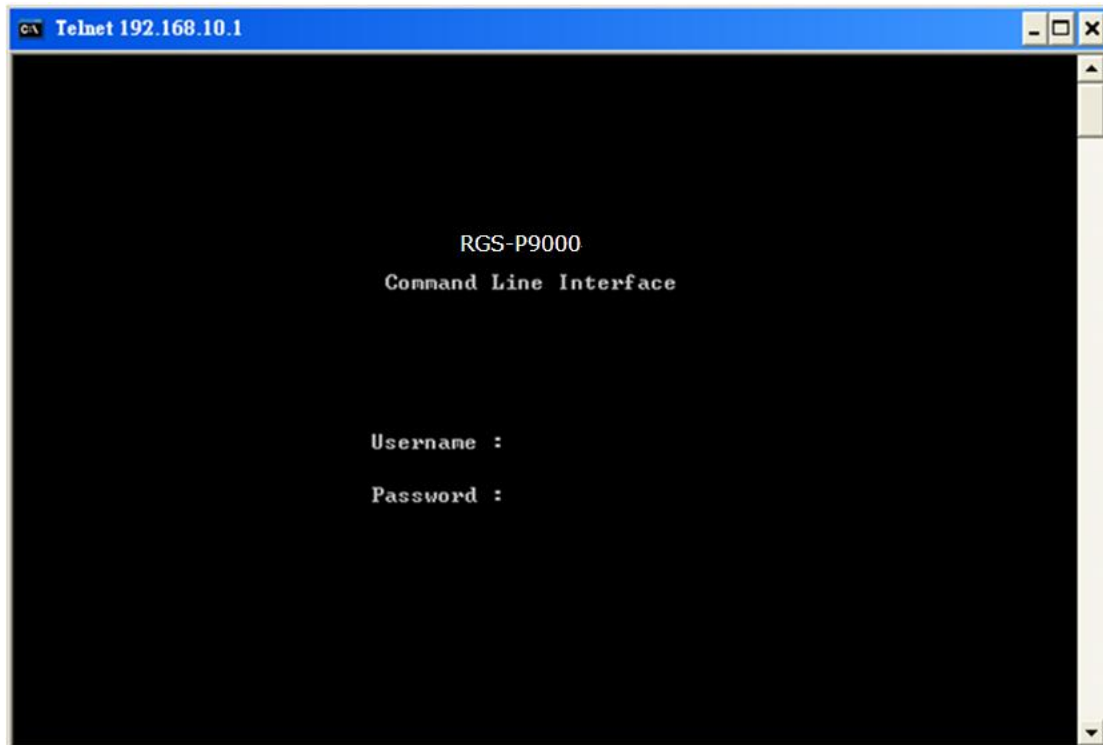 Telnet 192.168.10.1
RGS-P9000
Command Line Interface
Username :
Password :